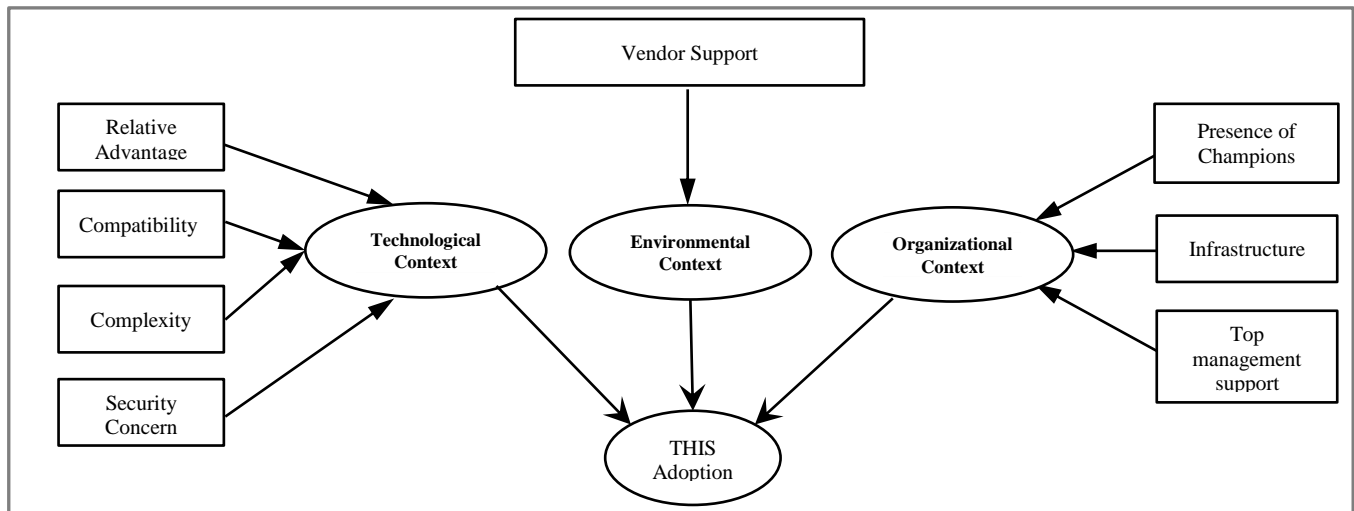 Vendor Support
Relative
Advantage
Compatibility
Complexity
Security
Concern
Technological
Context
Environmental
Context
Organizational
Context
Presence of
Champions
Infrastructure
Top
management
support
THIS
Adoption